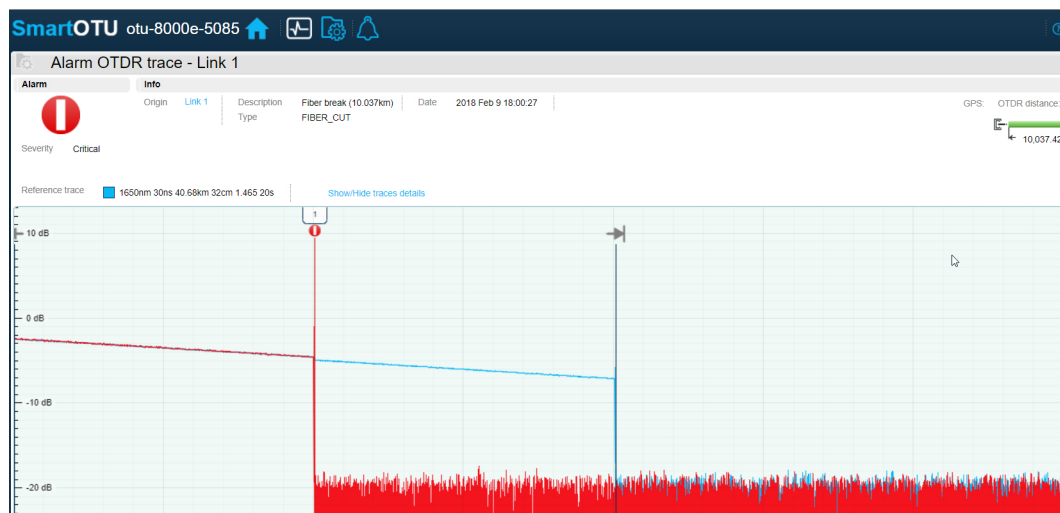 SmartOTU otu-8000e-5085
Alarm OTDR trace - Link 1
Alarm Info
Origin Link 1 Description Fiber break (10.037km) Date 2018 Feb 9 18:00:27
Type FIBER_CUT
GPS: OTDR distance:
10,037.42
Severity Critical
Reference trace 1650nm 30ns 40.68km 32cm 1.465 20s Show/Hide traces details
1
10 dB
0 dB
-10 dB
-20 dB